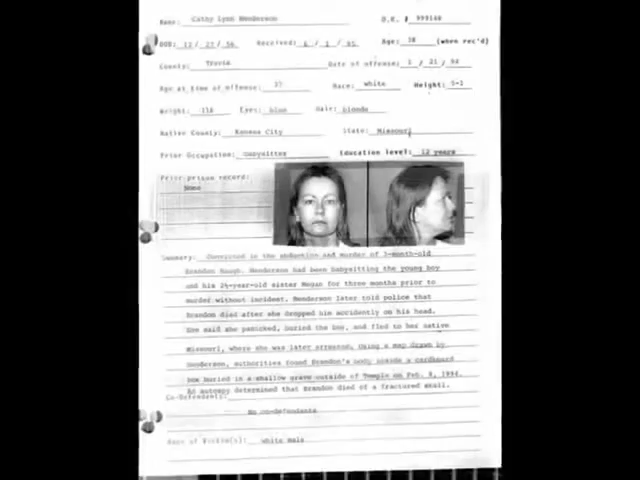 Name: Cathy Lynn Henderson D.R. # 999148
DOB: 12/ 27 / 56 Received: 6 / 1 / 95 Age: 38 (when rec'd)
County: Travis Date of offense: 1 / 21 / 94
Age at time of offense: 37 Race: white Height: 5-2
Weight: Eyes: blue Hair: blonde
Native County: Kansas City State: Missouri
Prior Occupation: babysitter Education level: 12 years
Prior prison record:
None
Summary: Convicted in the abduction and murder of 3-month-old
Brandon Baugh. Henderson had been babysitting the young boy
and his 2½-year-old sister Megan for three months prior to
murder without incident. Henderson later told police that
Brandon died after she dropped him accidently on his head.
She said she panicked, buried the boy, and fled to her native
Missouri, where she was later arrested. Using a map drawn by
Henderson, authorities found Brandon's body inside a cardboard
box buried in a shallow grave outside of Temple on Feb. 8, 1994.
An autopsy determined that Brandon died of a fractured skull.
Co-Defendants:
No co-defendants
Race of Victim(s): White male